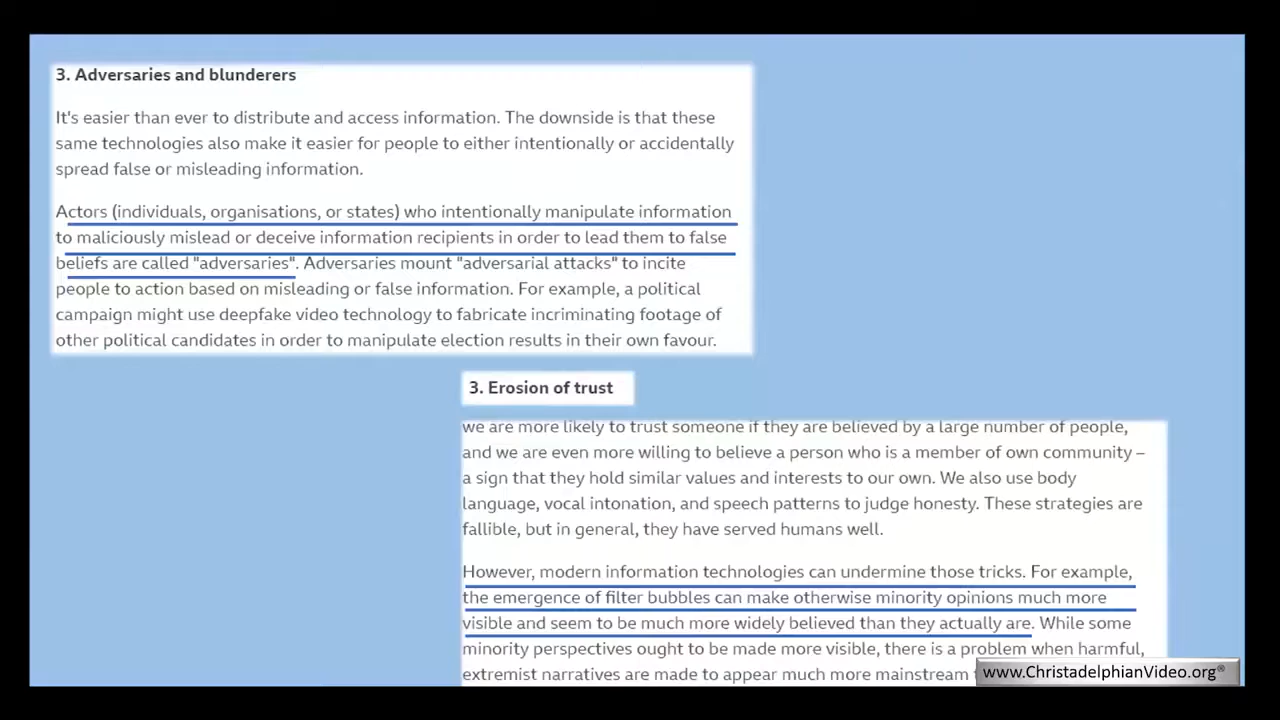 3. Adversaries and blunderers
It's easier than ever to distribute and access information. The downside is that these
same technologies also make it easier for people to either intentionally or accidentally
spread false or misleading information.
Actors (individuals, organisations, or states) who intentionally manipulate information
to maliciously mislead or deceive information recipients in order to lead them to false
beliefs are called "adversaries". Adversaries mount "adversarial attacks" to incite
people to action based on misleading or false information. For example, a political
campaign might use deepfake video technology to fabricate incriminating footage of
other political candidates in order to manipulate election results in their own favour.
3. Erosion of trust
we are more likely to trust someone if they are believed by a large number of people,
and we are even more willing to believe a person who is a member of own community –
a sign that they hold similar values and interests to our own. We also use body
language, vocal intonation, and speech patterns to judge honesty. These strategies are
fallible, but in general, they have served humans well.
However, modern information technologies can undermine those tricks. For example,
the emergence of filter bubbles can make otherwise minority opinions much more
visible and seem to be much more widely believed than they actually are. While some
minority perspectives ought to be made more visible, there is a problem when harmful,
extremist narratives are made to appear much more mainstream
www.ChristadelphianVideo.org®